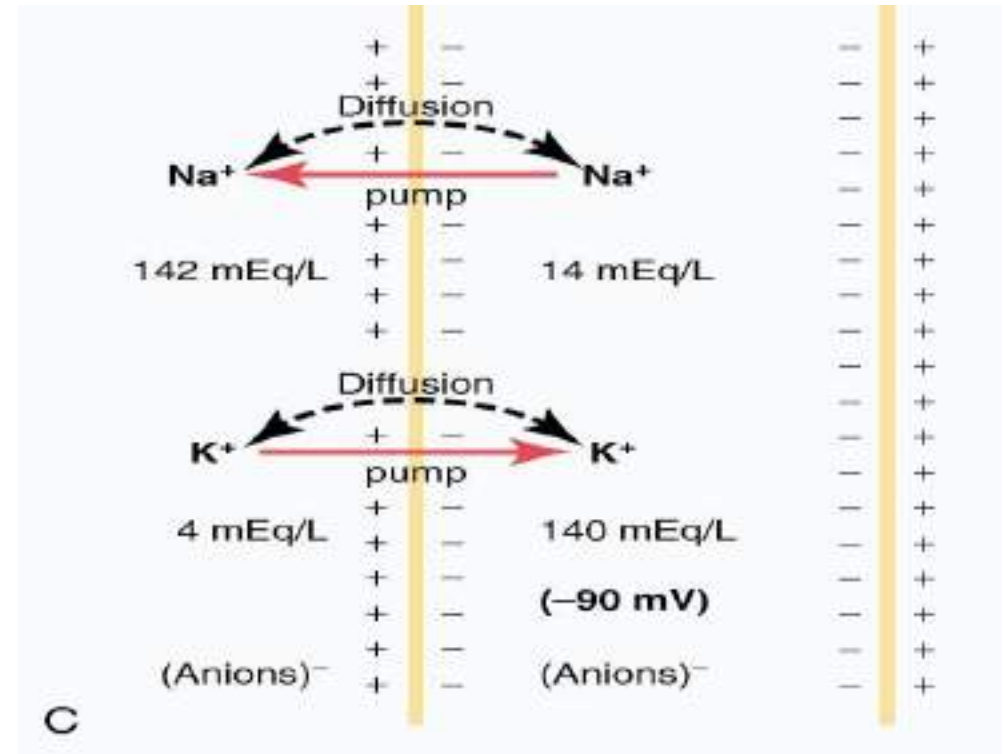 Diffusion
Na⁺ Na⁺
pump
142 mEq/L 14 mEq/L
Diffusion
K⁺ K⁺
pump
4 mEq/L 140 mEq/L
(–90 mV)
(Anions)⁻ (Anions)⁻
C